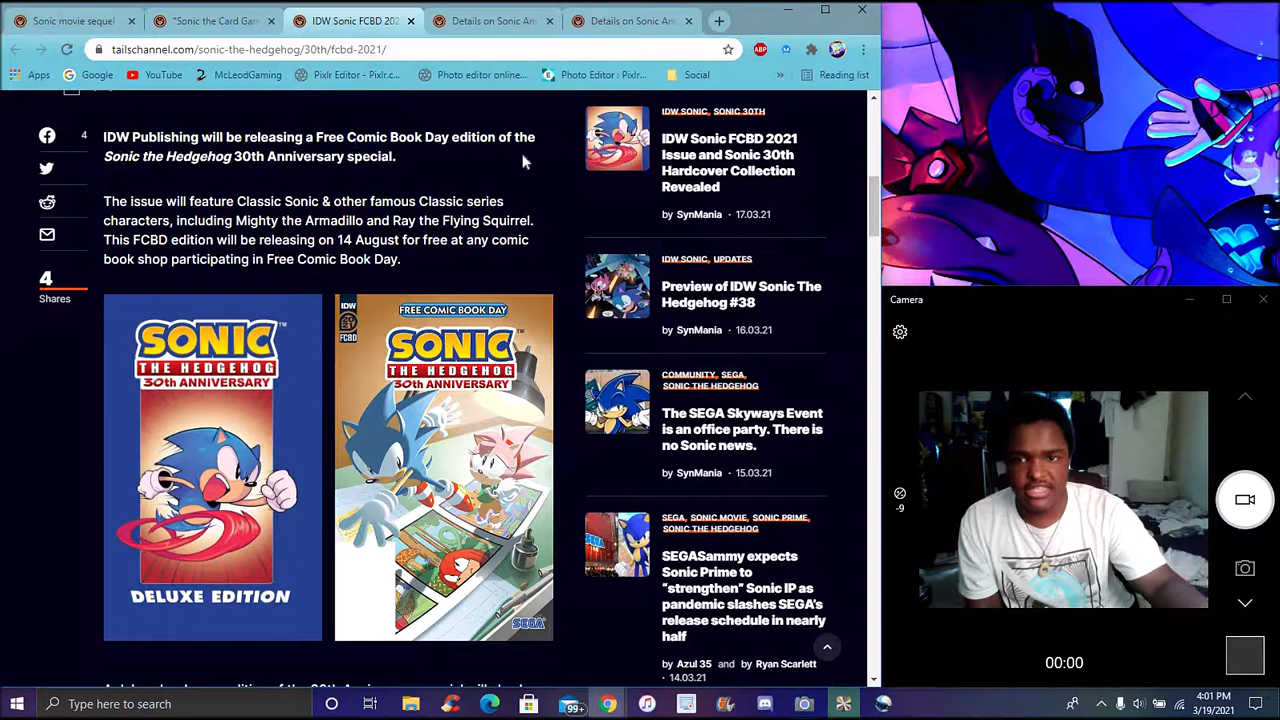 Sonic movie sequel
"Sonic the Card Gam
IDW Sonic FCBD 202
Details on Sonic Am
Details on Sonic Am
tailschannel.com/sonic-the-hedgehog/30th/fcbd-2021/
ABP
Apps
Google
YouTube
McLeodGaming
Pixlr Editor - Pixlr.c...
Photo editor online...
Photo Editor : Pixlr...
Social
Reading list
4
4
Shares
IDW Publishing will be releasing a Free Comic Book Day edition of the
Sonic the Hedgehog 30th Anniversary special.
The issue will feature Classic Sonic & other famous Classic series
characters, including Mighty the Armadillo and Ray the Flying Squirrel.
This FCBD edition will be releasing on 14 August for free at any comic
book shop participating in Free Comic Book Day.
SONIC TM
THE HEDGEHOG
30th ANNIVERSARY
DELUXE EDITION
IDW
FCBD
FREE COMIC BOOK DAY
SONIC TM
THE HEDGEHOG
30th ANNIVERSARY
SEGA
IDW SONIC, SONIC 30TH
IDW Sonic FCBD 2021
Issue and Sonic 30th
Hardcover Collection
Revealed
by SynMania · 17.03.21
IDW SONIC, UPDATES
Preview of IDW Sonic The
Hedgehog #38
by SynMania · 16.03.21
COMMUNITY, SEGA,
SONIC THE HEDGEHOG
The SEGA Skyways Event
is an office party. There is
no Sonic news.
by SynMania · 15.03.21
SEGA, SONIC MOVIE, SONIC PRIME,
SONIC THE HEDGEHOG
SEGASammy expects
Sonic Prime to
"strengthen" Sonic IP as
pandemic slashes SEGA's
release schedule in nearly
half
by Azul 35 and by Ryan Scarlett
· 14.03.21
Camera
-9
00:00
Type here to search
99+
4:01 PM
3/19/2021